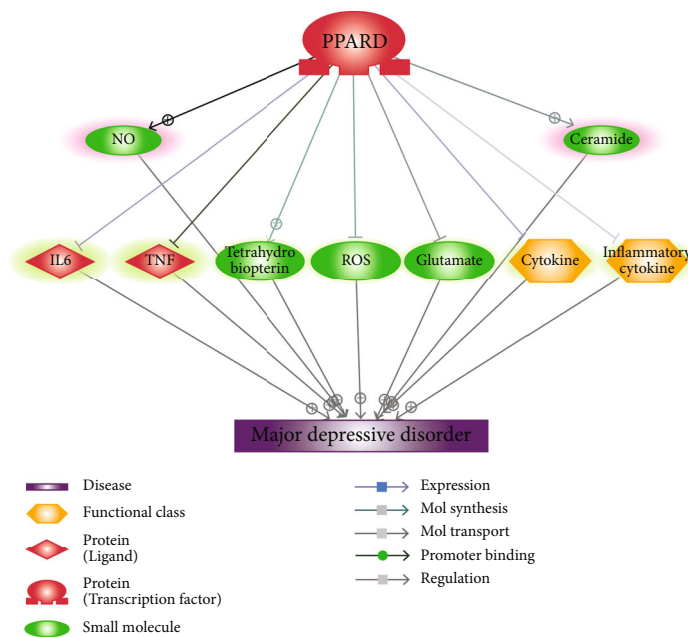 PPARD
NO
Ceramide
IL6
TNF
Tetrahydro
biopterin
ROS
Glutamate
Cytokine
Inflammatory
cytokine
Major depressive disorder
Disease
Functional class
Protein
(Ligand)
Protein
(Transcription factor)
Small molecule
Expression
Mol synthesis
Mol transport
Promoter binding
Regulation